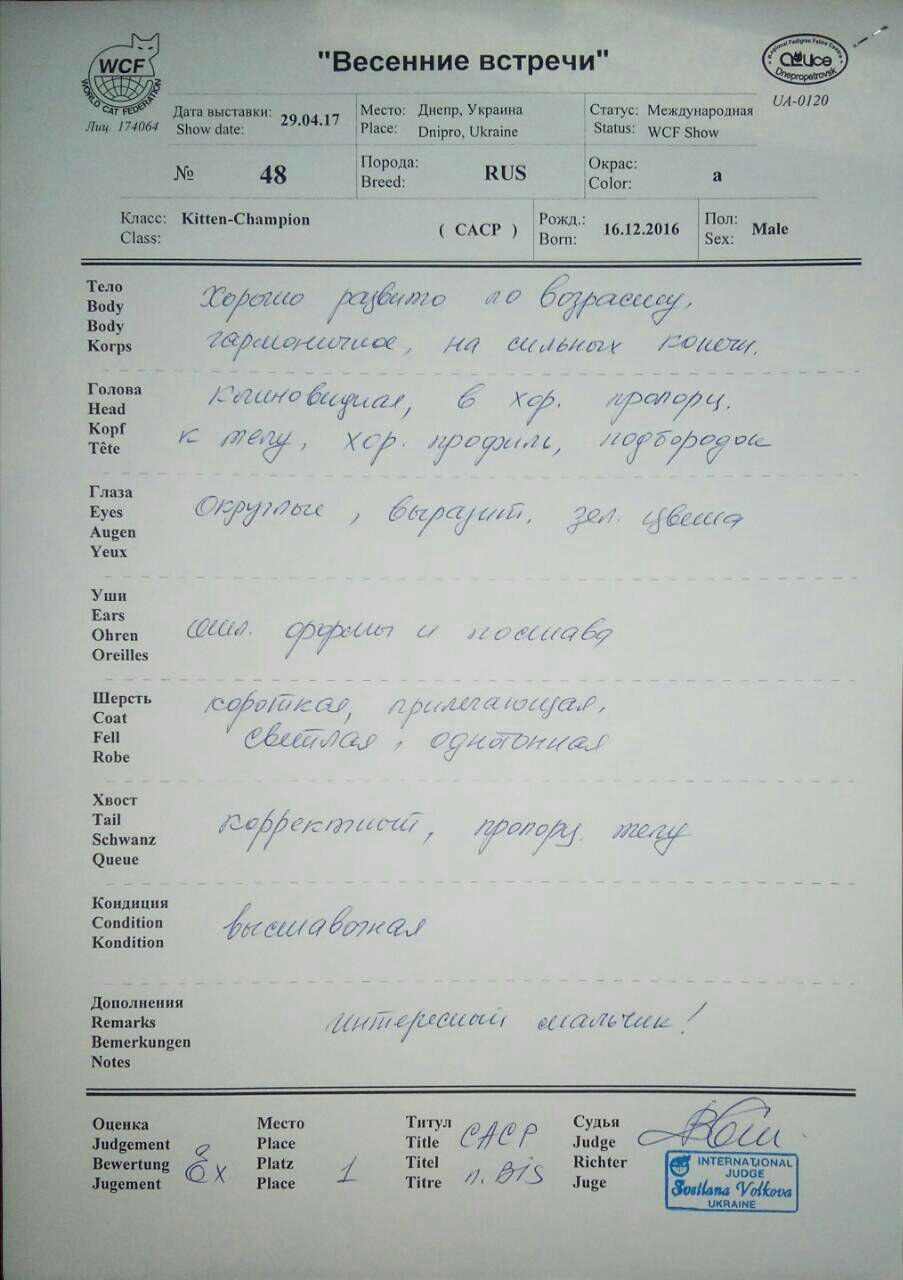 "Весенние встречи"
WCF
WORLD CAT FEDERATION
Лиц. 174064
Regional Pedigree Feline Centre
Alice
Dnepropetrovsk
UA-0120
Дата выставки: 29.04.17
Show date:
Место: Днепр, Украина
Place: Dnipro, Ukraine
Статус: Международная
Status: WCF Show
№ 48
Порода: RUS
Breed:
Окрас: a
Color:
Класс: Kitten-Champion
Class: ( CACP )
Рожд.: 16.12.2016
Born:
Пол: Male
Sex:
Тело
Body
Body
Korps
Хорошо развито по возрасту,
гармоничное, на сильных конечн.
Голова
Head
Kopf
Tête
Клиновидная, в хор. пропорц.
к телу, хор. профиль, подбородок
Глаза
Eyes
Augen
Yeux
Округлые, выразит. зел. цвета
Уши
Ears
Ohren
Oreilles
отл. формы и постава
Шерсть
Coat
Fell
Robe
короткая, прилегающая,
светлая, однотонная
Хвост
Tail
Schwanz
Queue
корректный, пропорц. телу
Кондиция
Condition
Kondition
выставочная
Дополнения
Remarks
Bemerkungen
Notes
интересный мальчик!
Оценка
Judgement
Bewertung
Jugement
Ex
Место
Place
Platz
Place
1
Титул
Title
Titel
Titre
CACP
n. BIS
Судья
Judge
Richter
Juge
INTERNATIONAL
JUDGE
Svetlana Volkova
UKRAINE